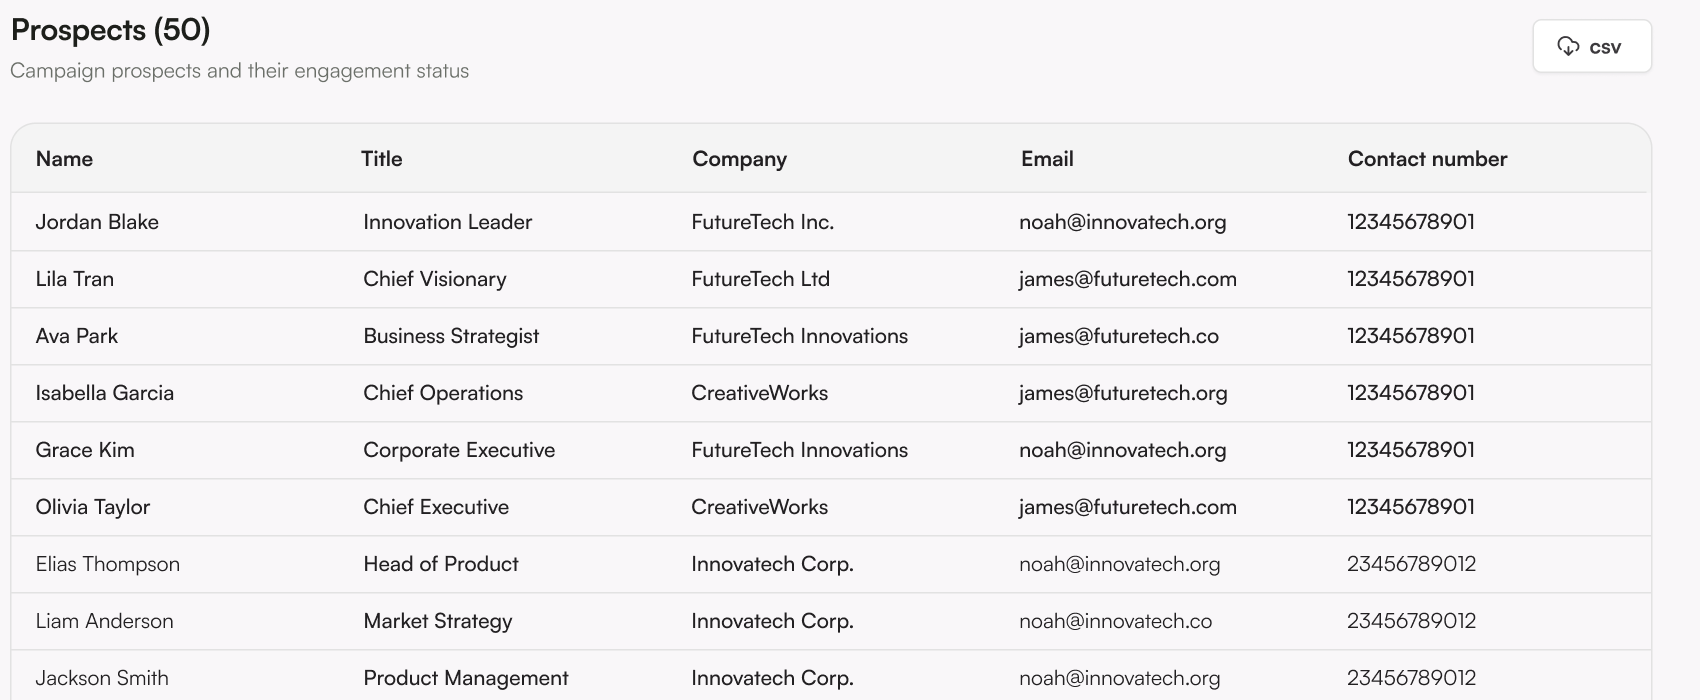 Prospects (50)
csv
Campaign prospects and their engagement status
Name Title Company Email Contact number
Jordan Blake Innovation Leader FutureTech Inc. noah@innovatech.org 12345678901
Lila Tran Chief Visionary FutureTech Ltd james@futuretech.com 12345678901
Ava Park Business Strategist FutureTech Innovations james@futuretech.co 12345678901
Isabella Garcia Chief Operations CreativeWorks james@futuretech.org 12345678901
Grace Kim Corporate Executive FutureTech Innovations noah@innovatech.org 12345678901
Olivia Taylor Chief Executive CreativeWorks james@futuretech.com 12345678901
Elias Thompson Head of Product Innovatech Corp. noah@innovatech.org 23456789012
Liam Anderson Market Strategy Innovatech Corp. noah@innovatech.co 23456789012
Jackson Smith Product Management Innovatech Corp. noah@innovatech.org 23456789012